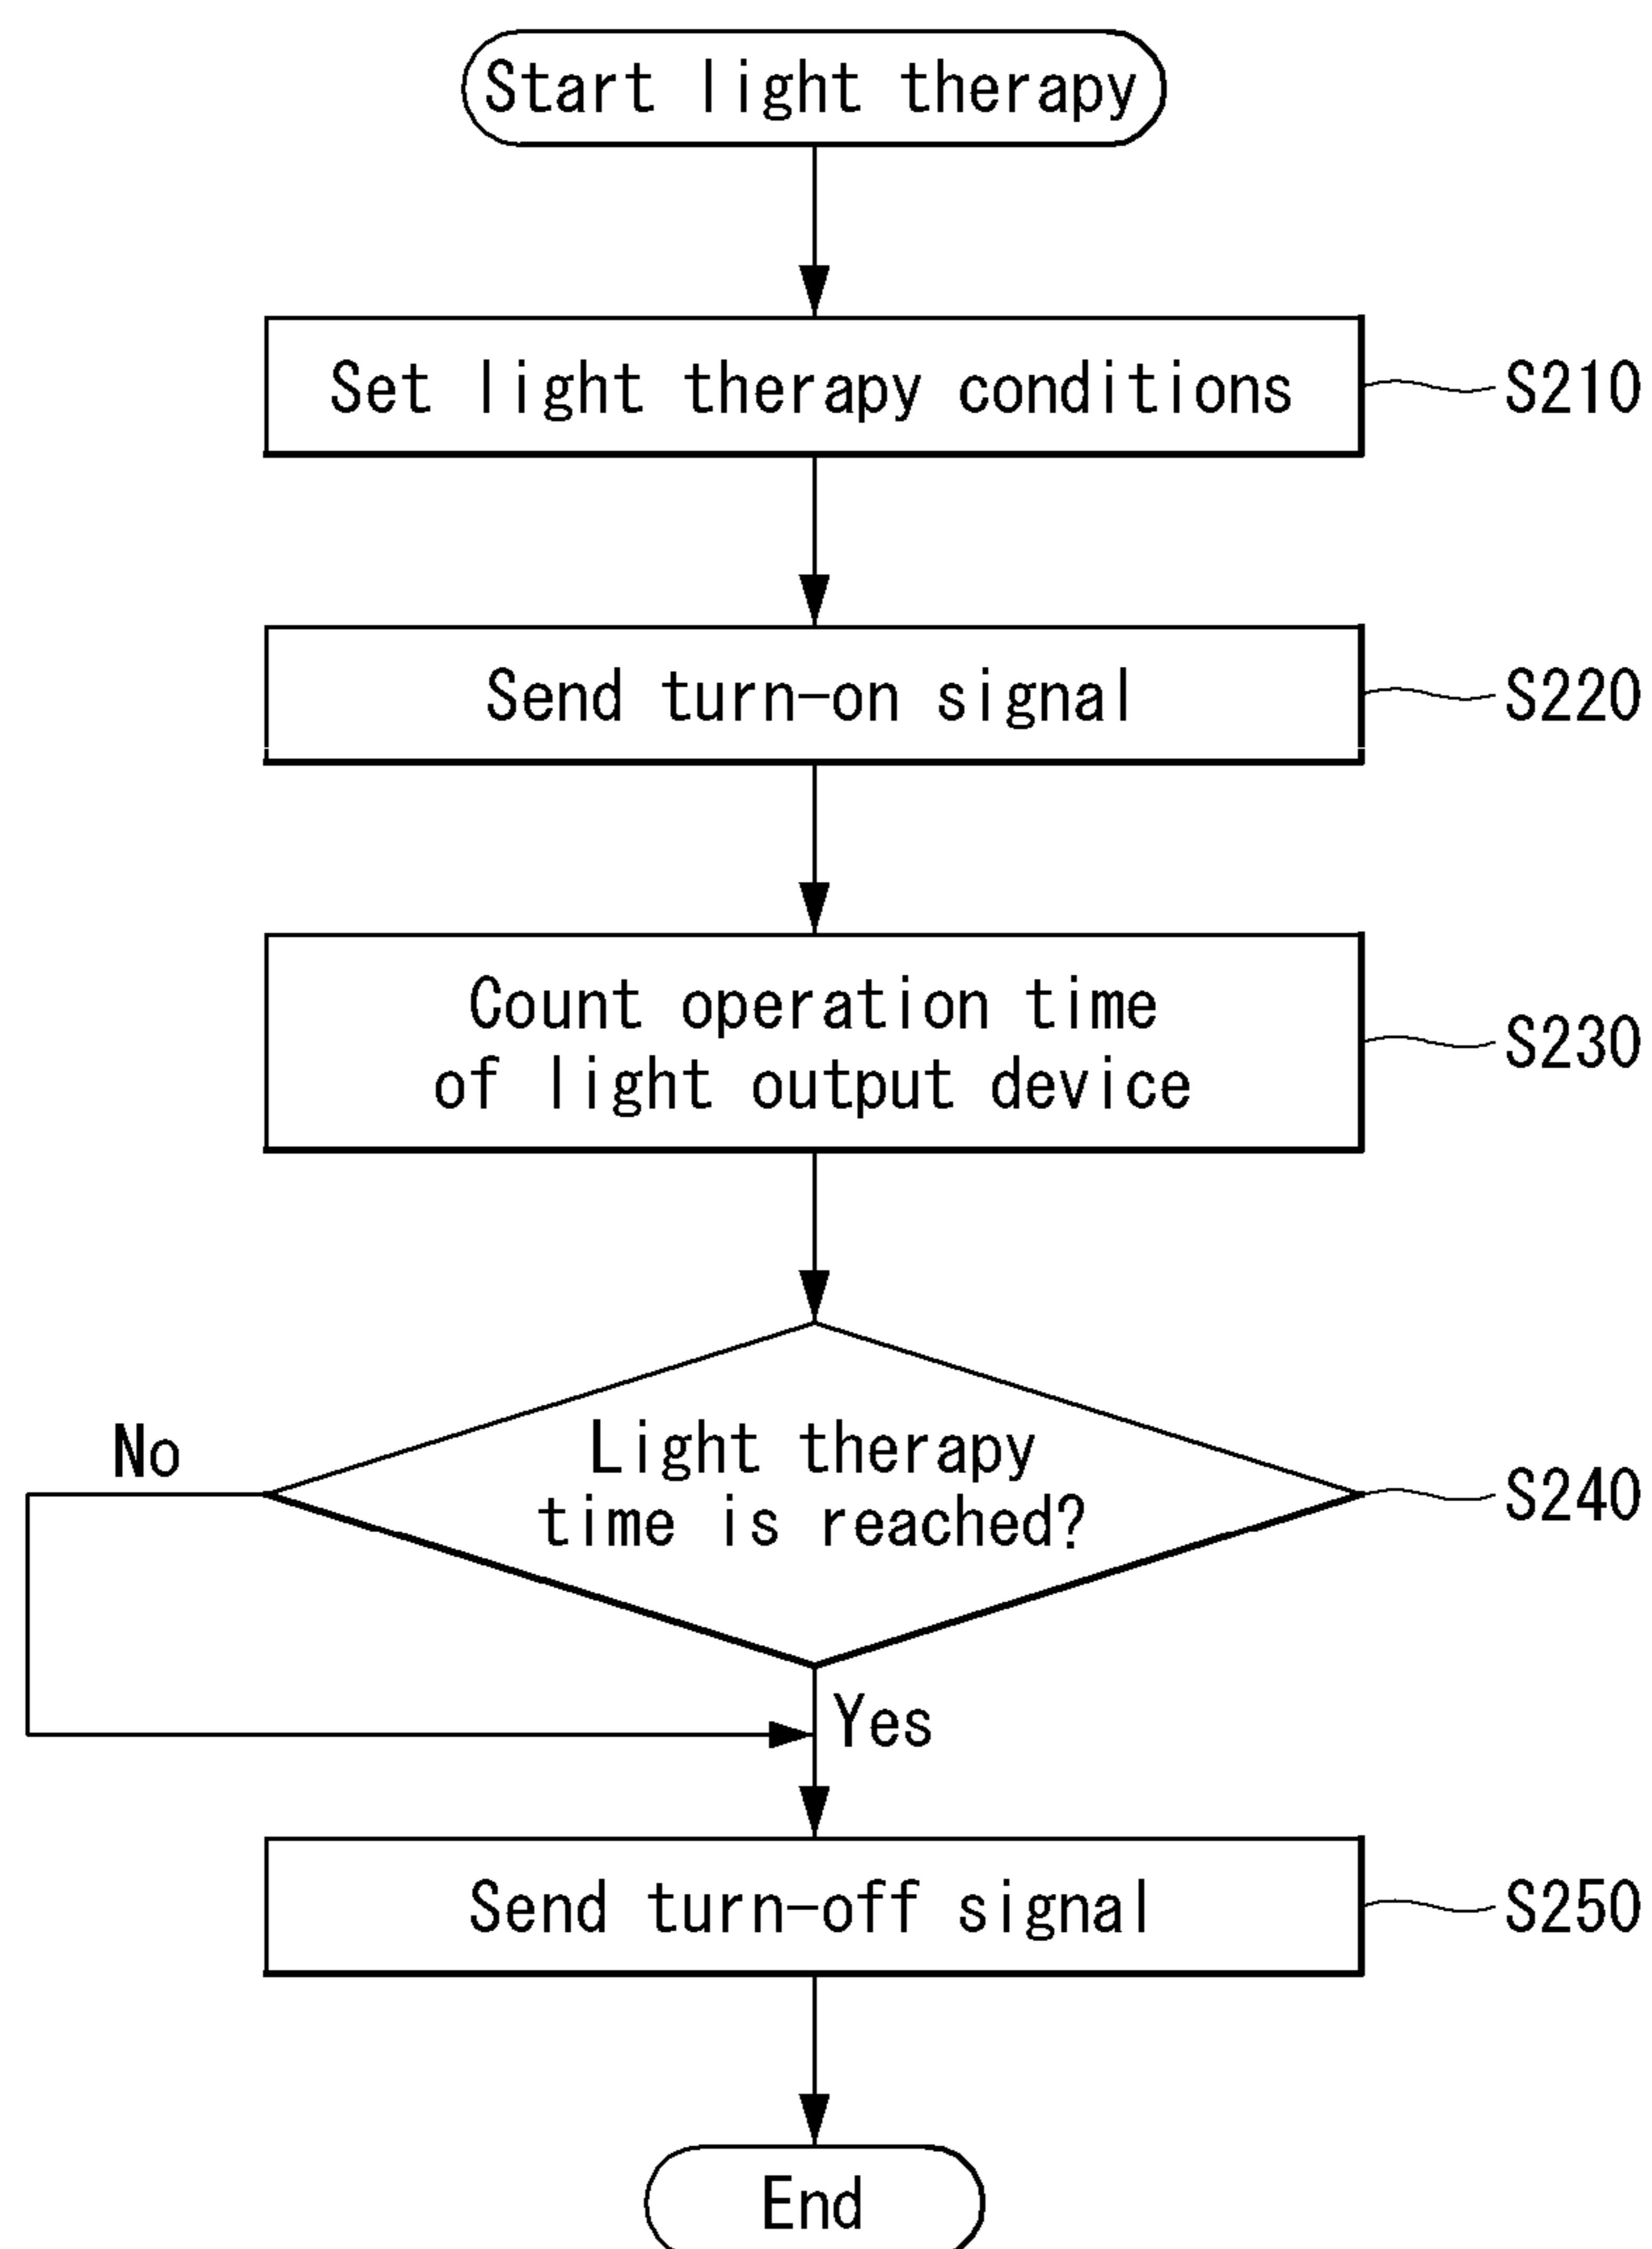 Start light therapy
Set light therapy conditions
S210
Send turn-on signal
S220
Count operation time
of light output device
S230
Light therapy
time is reached?
S240
No
Yes
Send turn-off signal
S250
End